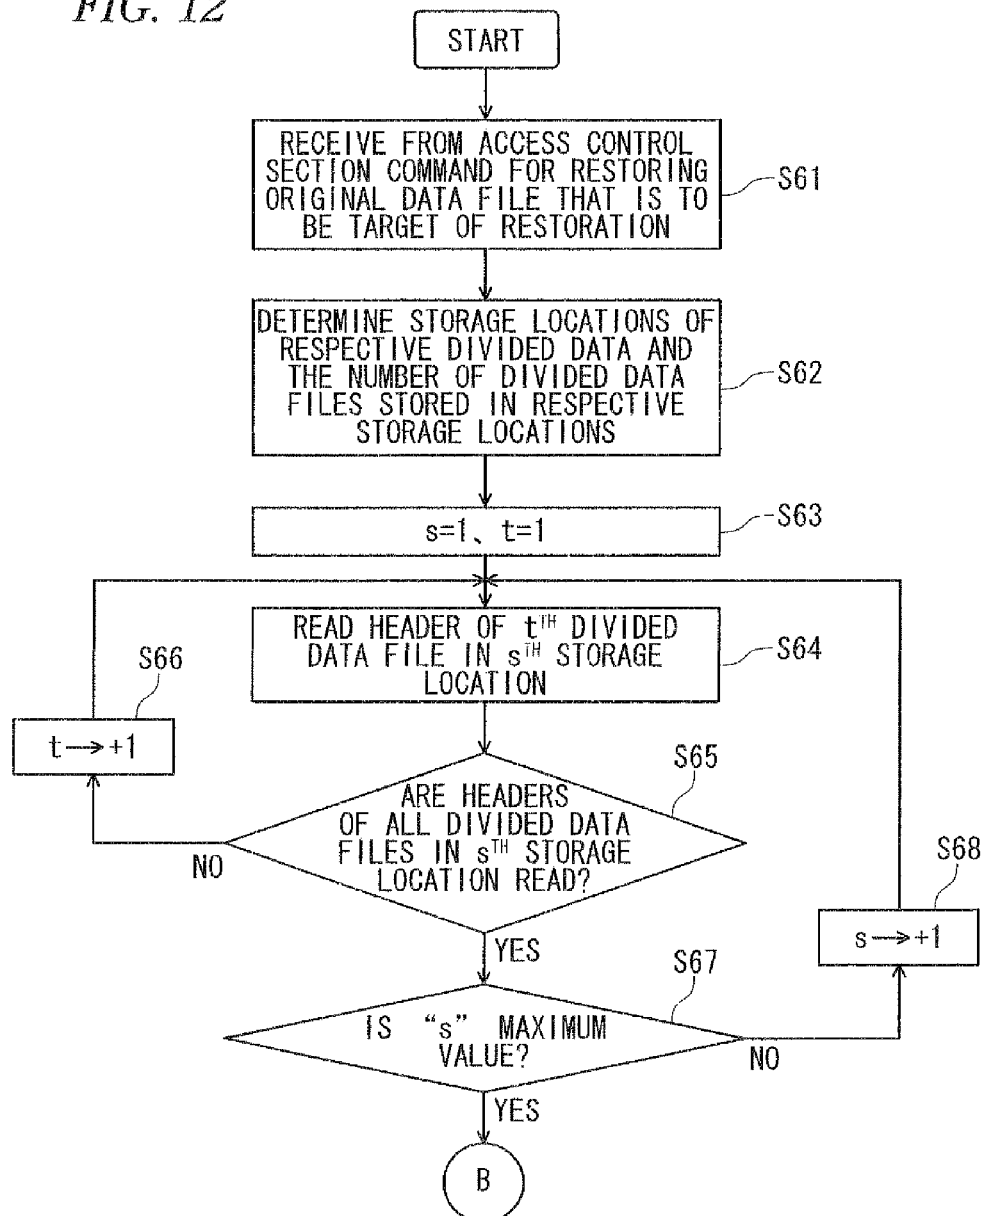 FIG. 12
START
RECEIVE FROM ACCESS CONTROL
SECTION COMMAND FOR RESTORING
ORIGINAL DATA FILE THAT IS TO
BE TARGET OF RESTORATION
S61
DETERMINE STORAGE LOCATIONS OF
RESPECTIVE DIVIDED DATA AND
THE NUMBER OF DIVIDED DATA
FILES STORED IN RESPECTIVE
STORAGE LOCATIONS
S62
s=1、t=1
S63
READ HEADER OF tTH DIVIDED
DATA FILE IN sTH STORAGE
LOCATION
S64
S66
t→+1
S65
ARE HEADERS
OF ALL DIVIDED DATA
FILES IN sTH STORAGE
LOCATION READ?
NO
YES
S68
s→+1
S67
IS “s” MAXIMUM
VALUE?
NO
YES
B